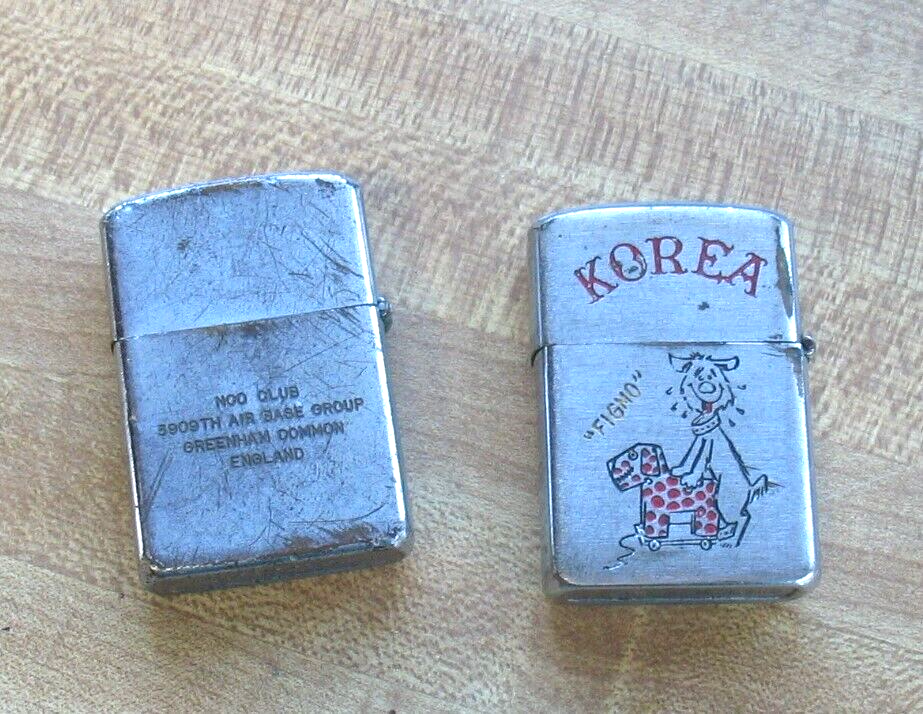 NCO CLUB
3909TH AIR BASE GROUP
GREENHAM COMMON
ENGLAND
KOREA
"FIGMO"